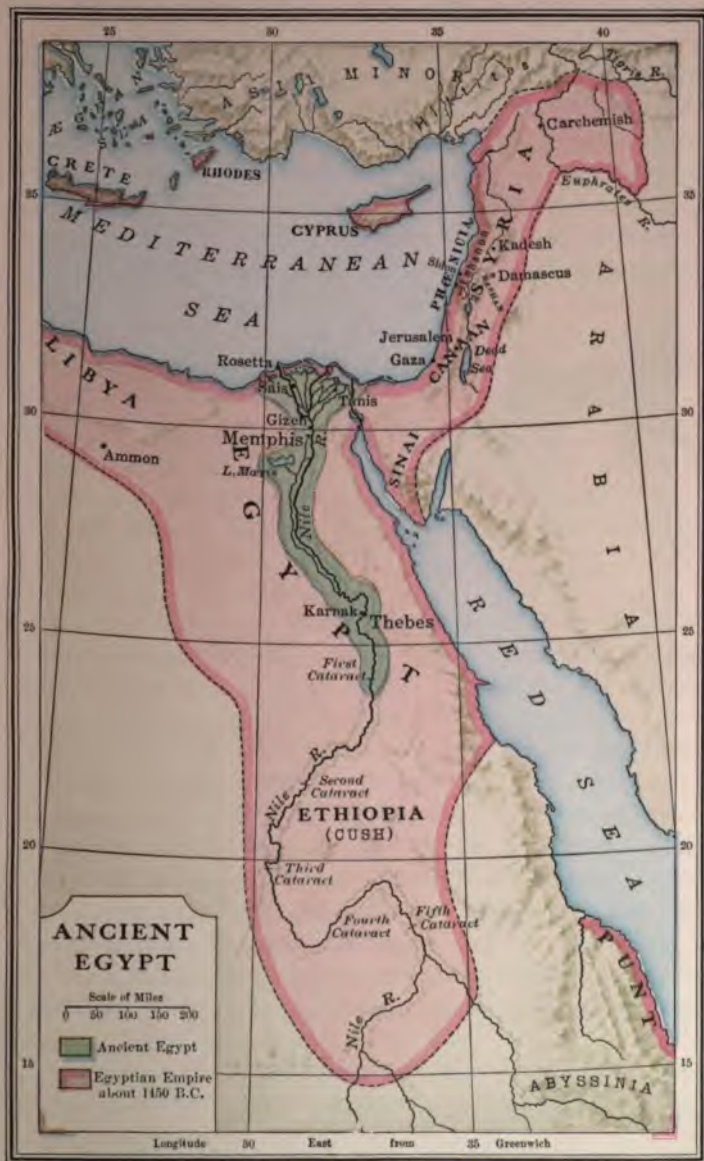 25
30
35
40
ASIA MINOR
Hittites
Tigris R.
Carchemish
CRETE
RHODES
35
35
Euphrates R.
CYPRUS
SYRIA
MEDITERRANEAN
SEA
PHŒNICIA
Kadesh
Damascus
ARABIA
Jerusalem
CANAAN
Gaza
Dead
Sea
LIBYA
Rosetta
Sais
Tanis
30
30
Gizeh
Memphis
Ammon
L. Mœris
SINAI
EGYPT
Nile
R.
RED SEA
Karnak
Thebes
25
25
First
Cataract
Nile R.
Second
Cataract
ETHIOPIA
(CUSH)
20
20
Third
Cataract
Fourth
Cataract
Fifth
Cataract
PUNT
Nile R.
15
15
ABYSSINIA
ANCIENT
EGYPT
Scale of Miles
0 50 100 150 200
Ancient Egypt
Egyptian Empire
about 1450 B.C.
Longitude 30 East from 35 Greenwich